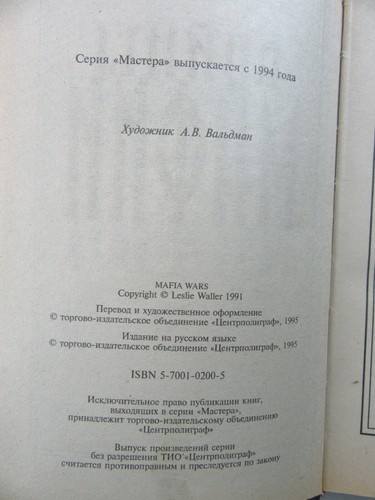 Серия «Мастера» выпускается с 1994 года
Художник А.В. Вальдман
MAFIA WARS
Copyright © Leslie Waller 1991
Перевод и художественное оформление
© торгово-издательское объединение «Центрполиграф», 1995
Издание на русском языке
© торгово-издательское объединение «Центрполиграф», 1995
ISBN 5-7001-0200-5
Исключительное право публикации книг,
выходящих в серии «Мастера»,
принадлежит торгово-издательскому объединению
«Центрполиграф»
Выпуск произведений серии
без разрешения ТИО «Центрполиграф»
считается противоправным и преследуется по закону